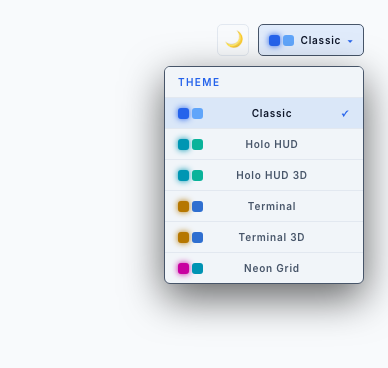 Classic
THEME
Classic ✓
Holo HUD
Holo HUD 3D
Terminal
Terminal 3D
Neon Grid